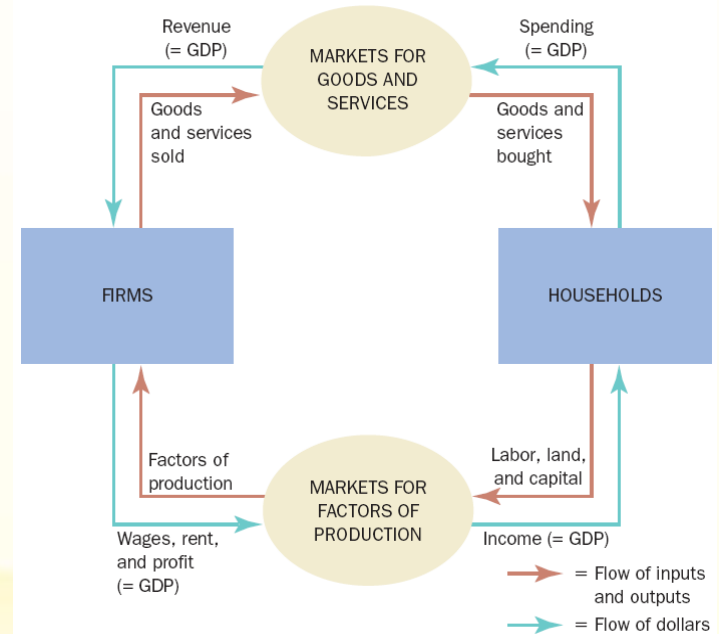 Revenue
(= GDP)
MARKETS FOR
GOODS AND
SERVICES
Spending
(= GDP)
Goods
and services
sold
Goods and
services
bought
FIRMS
HOUSEHOLDS
Factors of
production
MARKETS FOR
FACTORS OF
PRODUCTION
Labor, land,
and capital
Wages, rent,
and profit
(= GDP)
Income (= GDP)
= Flow of inputs
and outputs
= Flow of dollars